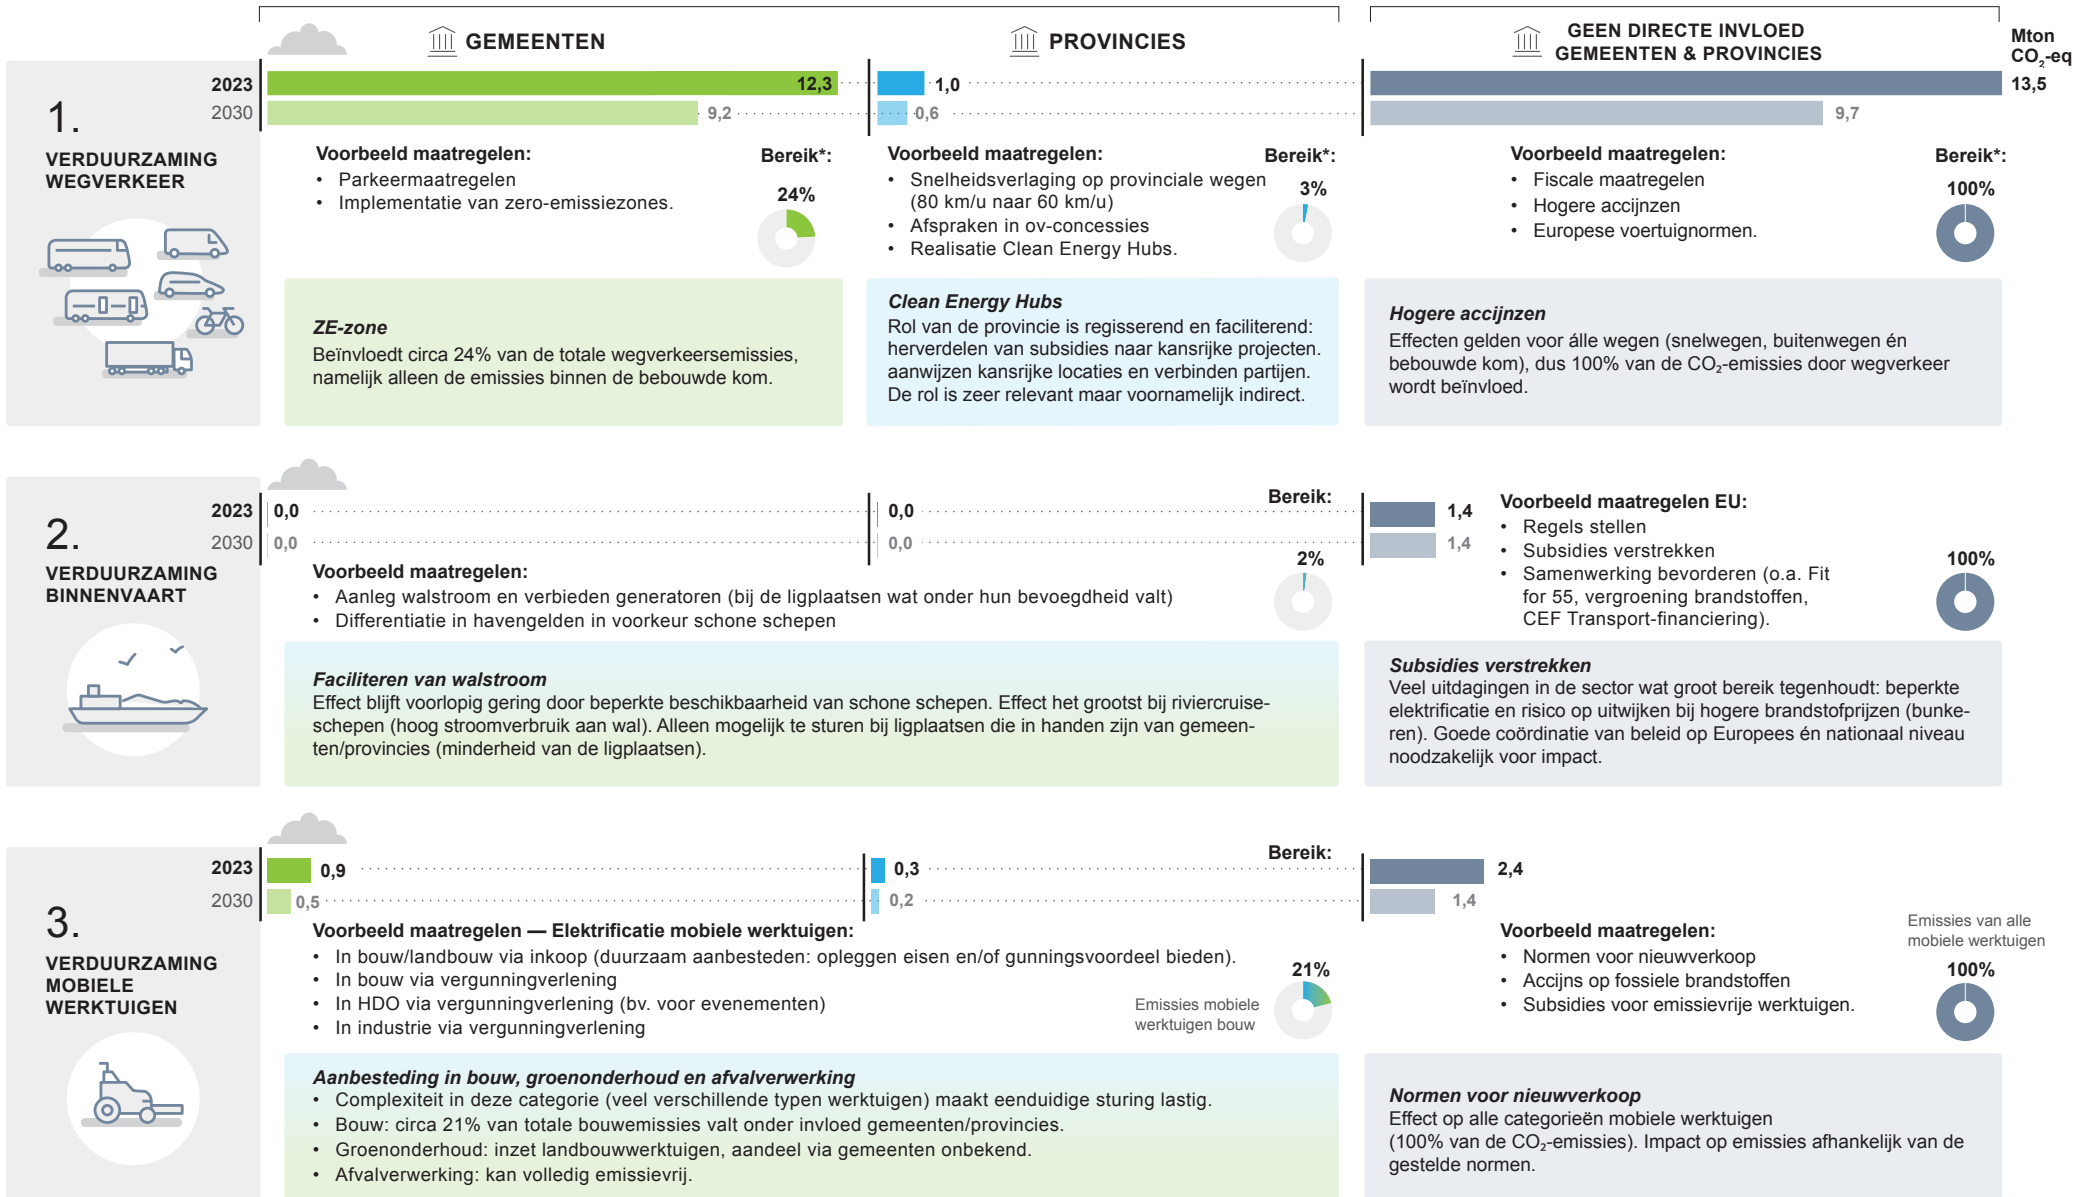 GEMEENTEN
PROVINCIES
GEEN DIRECTE INVLOED
GEMEENTEN & PROVINCIES
Mton
CO₂-eq
1.
VERDUURZAMING
WEGVERKEER
2023
12,3
1,0
13,5
2030
9,2
0,6
9,7
Voorbeeld maatregelen:
• Parkeermaatregelen
• Implementatie van zero-emissiezones.
Bereik*:
24%
Voorbeeld maatregelen:
• Snelheidsverlaging op provinciale wegen
(80 km/u naar 60 km/u)
• Afspraken in ov-concessies
• Realisatie Clean Energy Hubs.
Bereik*:
3%
Voorbeeld maatregelen:
• Fiscale maatregelen
• Hogere accijnzen
• Europese voertuignormen.
Bereik*:
100%
ZE-zone
Beïnvloedt circa 24% van de totale wegverkeersemissies,
namelijk alleen de emissies binnen de bebouwde kom.
Clean Energy Hubs
Rol van de provincie is regisserend en faciliterend:
herverdelen van subsidies naar kansrijke projecten.
aanwijzen kansrijke locaties en verbinden partijen.
De rol is zeer relevant maar voornamelijk indirect.
Hogere accijnzen
Effecten gelden voor álle wegen (snelwegen, buitenwegen én
bebouwde kom), dus 100% van de CO₂-emissies door wegverkeer
wordt beïnvloed.
2.
VERDUURZAMING
BINNENVAART
2023
0,0
0,0
1,4
2030
0,0
0,0
1,4
Bereik:
2%
Voorbeeld maatregelen:
• Aanleg walstroom en verbieden generatoren (bij de ligplaatsen wat onder hun bevoegdheid valt)
• Differentiatie in havengelden in voorkeur schone schepen
Voorbeeld maatregelen EU:
• Regels stellen
• Subsidies verstrekken
• Samenwerking bevorderen (o.a. Fit
for 55, vergroening brandstoffen,
CEF Transport-financiering).
100%
Faciliteren van walstroom
Effect blijft voorlopig gering door beperkte beschikbaarheid van schone schepen. Effect het grootst bij riviercruise-
schepen (hoog stroomverbruik aan wal). Alleen mogelijk te sturen bij ligplaatsen die in handen zijn van gemeen-
ten/provincies (minderheid van de ligplaatsen).
Subsidies verstrekken
Veel uitdagingen in de sector wat groot bereik tegenhoudt: beperkte
elektrificatie en risico op uitwijken bij hogere brandstofprijzen (bunke-
ren). Goede coördinatie van beleid op Europees én nationaal niveau
noodzakelijk voor impact.
3.
VERDUURZAMING
MOBIELE
WERKTUIGEN
2023
0,9
0,3
2,4
2030
0,5
0,2
1,4
Bereik:
Voorbeeld maatregelen — Elektrificatie mobiele werktuigen:
• In bouw/landbouw via inkoop (duurzaam aanbesteden: opleggen eisen en/of gunningsvoordeel bieden).
• In bouw via vergunningverlening
• In HDO via vergunningverlening (bv. voor evenementen)
• In industrie via vergunningverlening
21%
Emissies mobiele
werktuigen bouw
Voorbeeld maatregelen:
• Normen voor nieuwverkoop
• Accijns op fossiele brandstoffen
• Subsidies voor emissievrije werktuigen.
Emissies van alle
mobiele werktuigen
100%
Aanbesteding in bouw, groenonderhoud en afvalverwerking
• Complexiteit in deze categorie (veel verschillende typen werktuigen) maakt eenduidige sturing lastig.
• Bouw: circa 21% van totale bouwemissies valt onder invloed gemeenten/provincies.
• Groenonderhoud: inzet landbouwwerktuigen, aandeel via gemeenten onbekend.
• Afvalverwerking: kan volledig emissievrij.
Normen voor nieuwverkoop
Effect op alle categorieën mobiele werktuigen
(100% van de CO₂-emissies). Impact op emissies afhankelijk van de
gestelde normen.